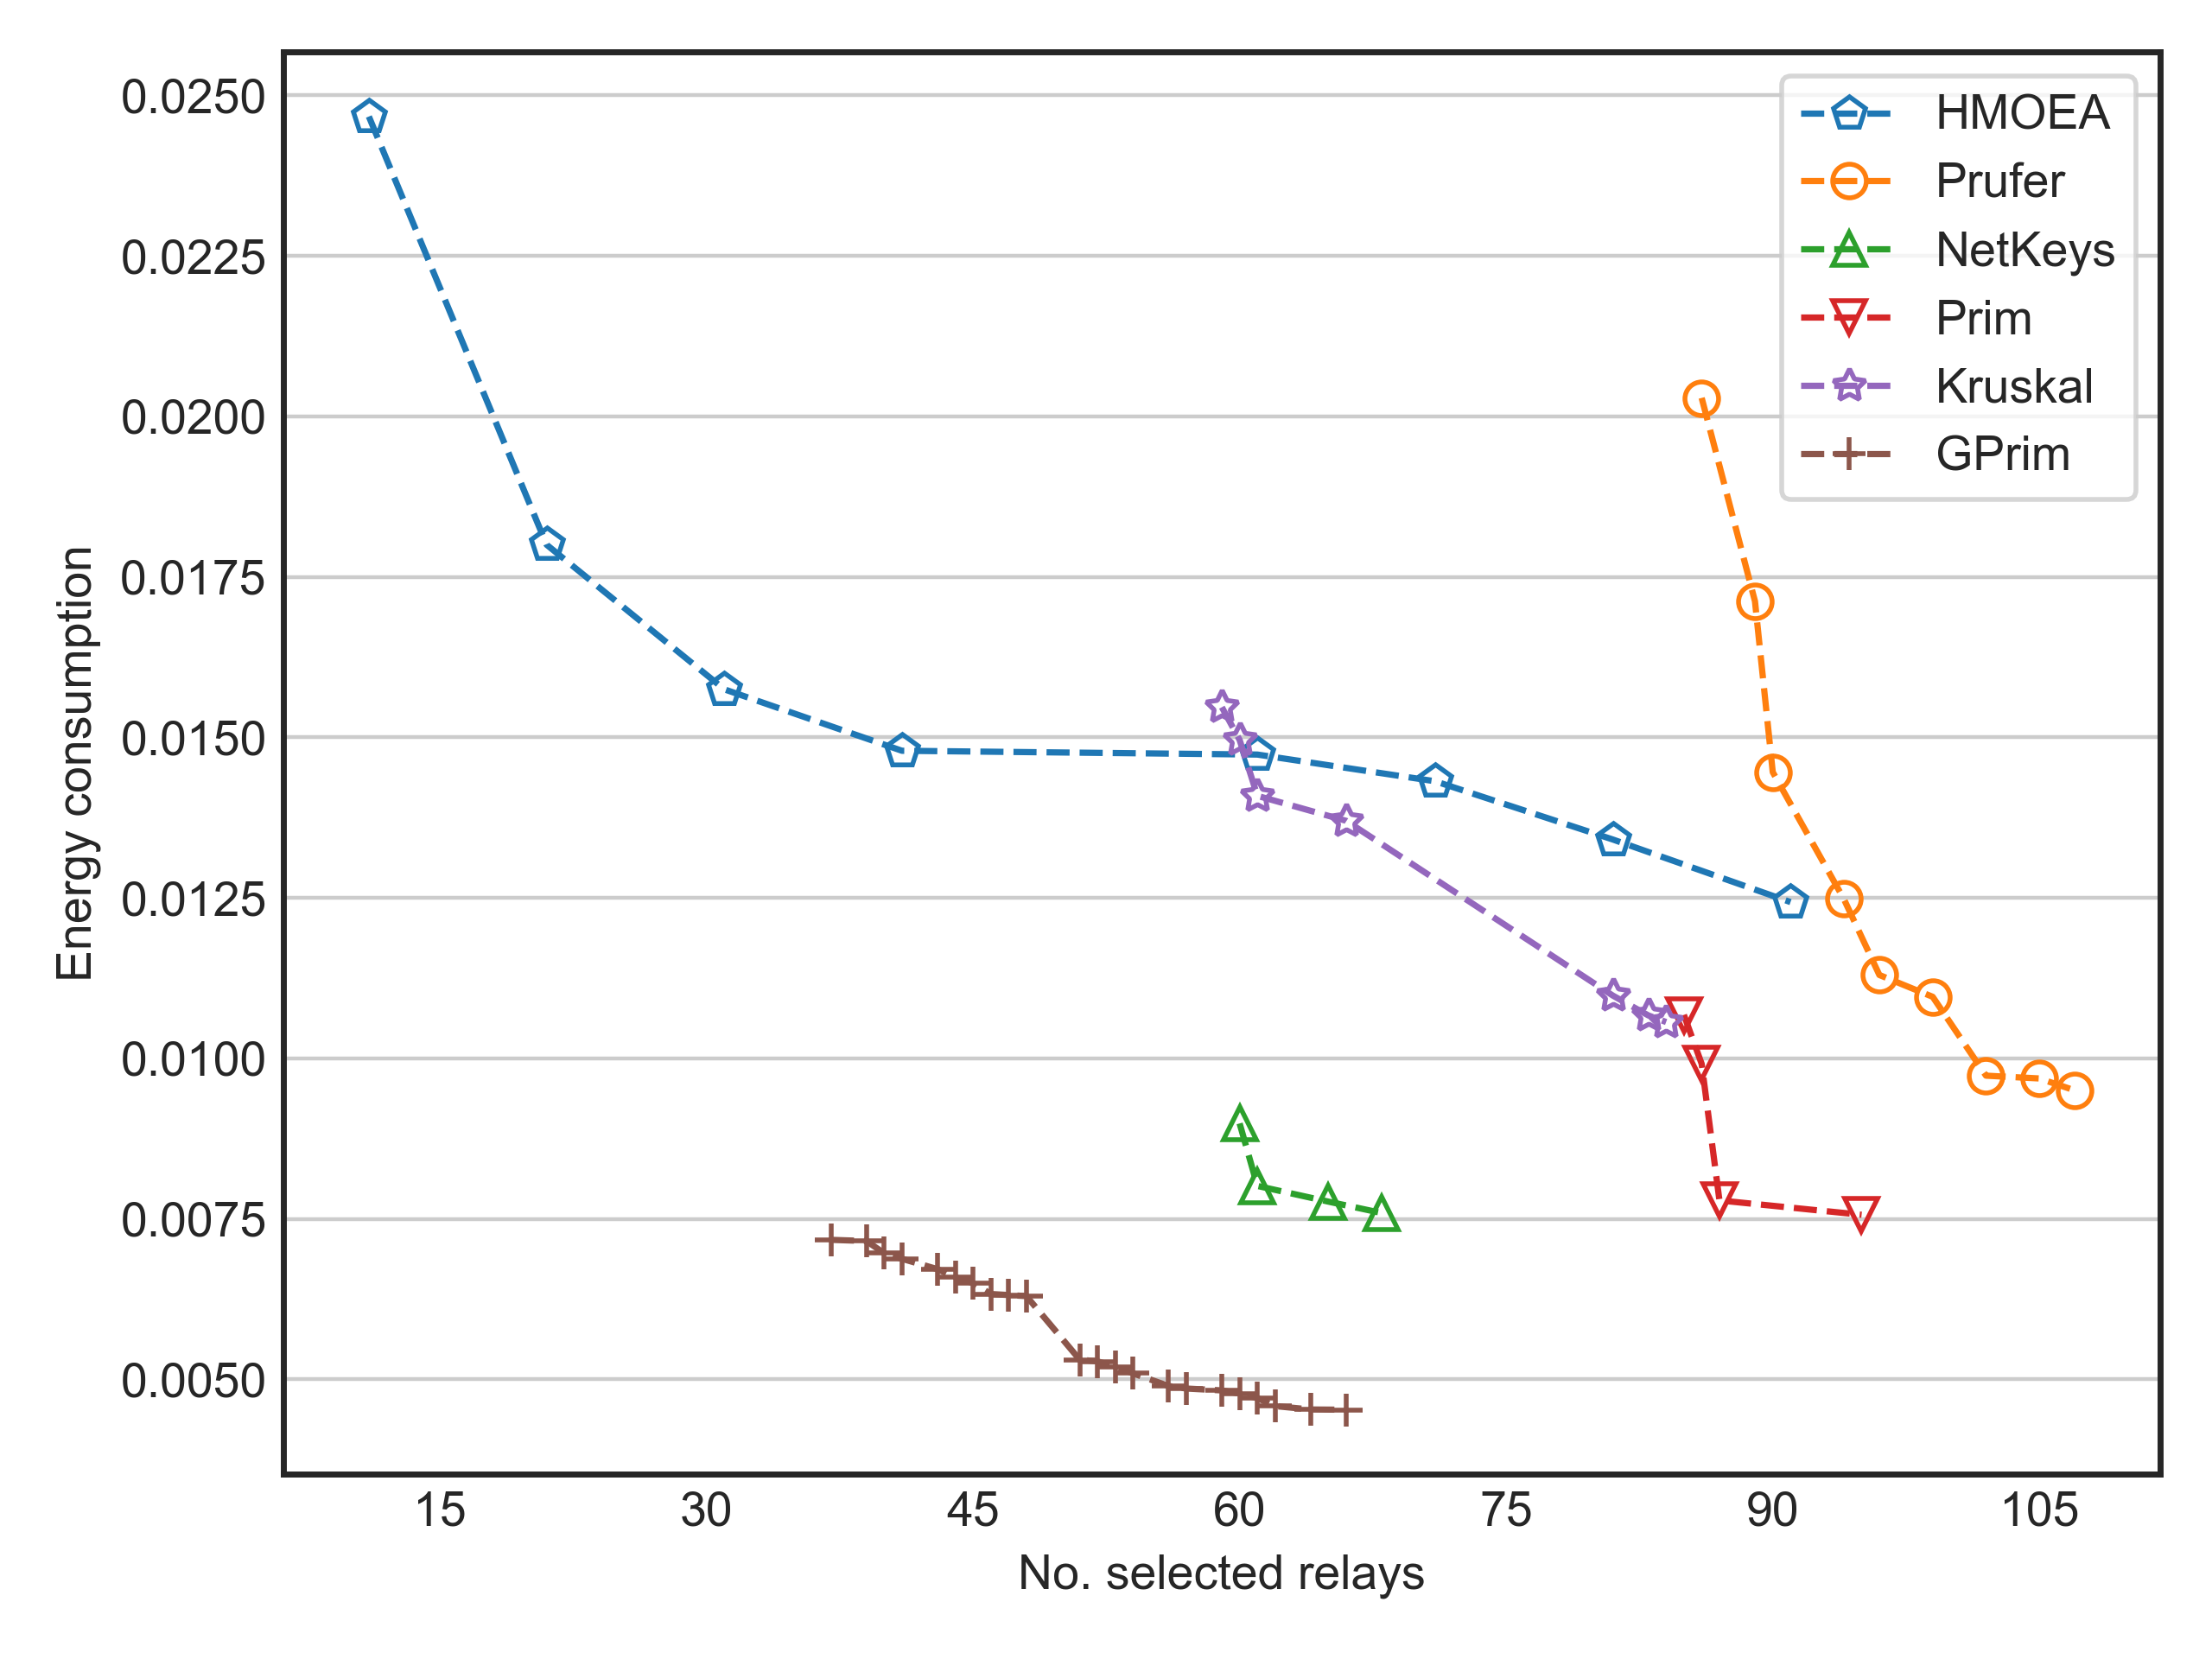 0.0250
0.0225
0.0200
0.0175
0.0150
0.0125
0.0100
0.0075
0.0050
Energy consumption
HMOEA
Prufer
NetKeys
Prim
Kruskal
GPrim
15 30 45 60 75 90 105
No. selected relays